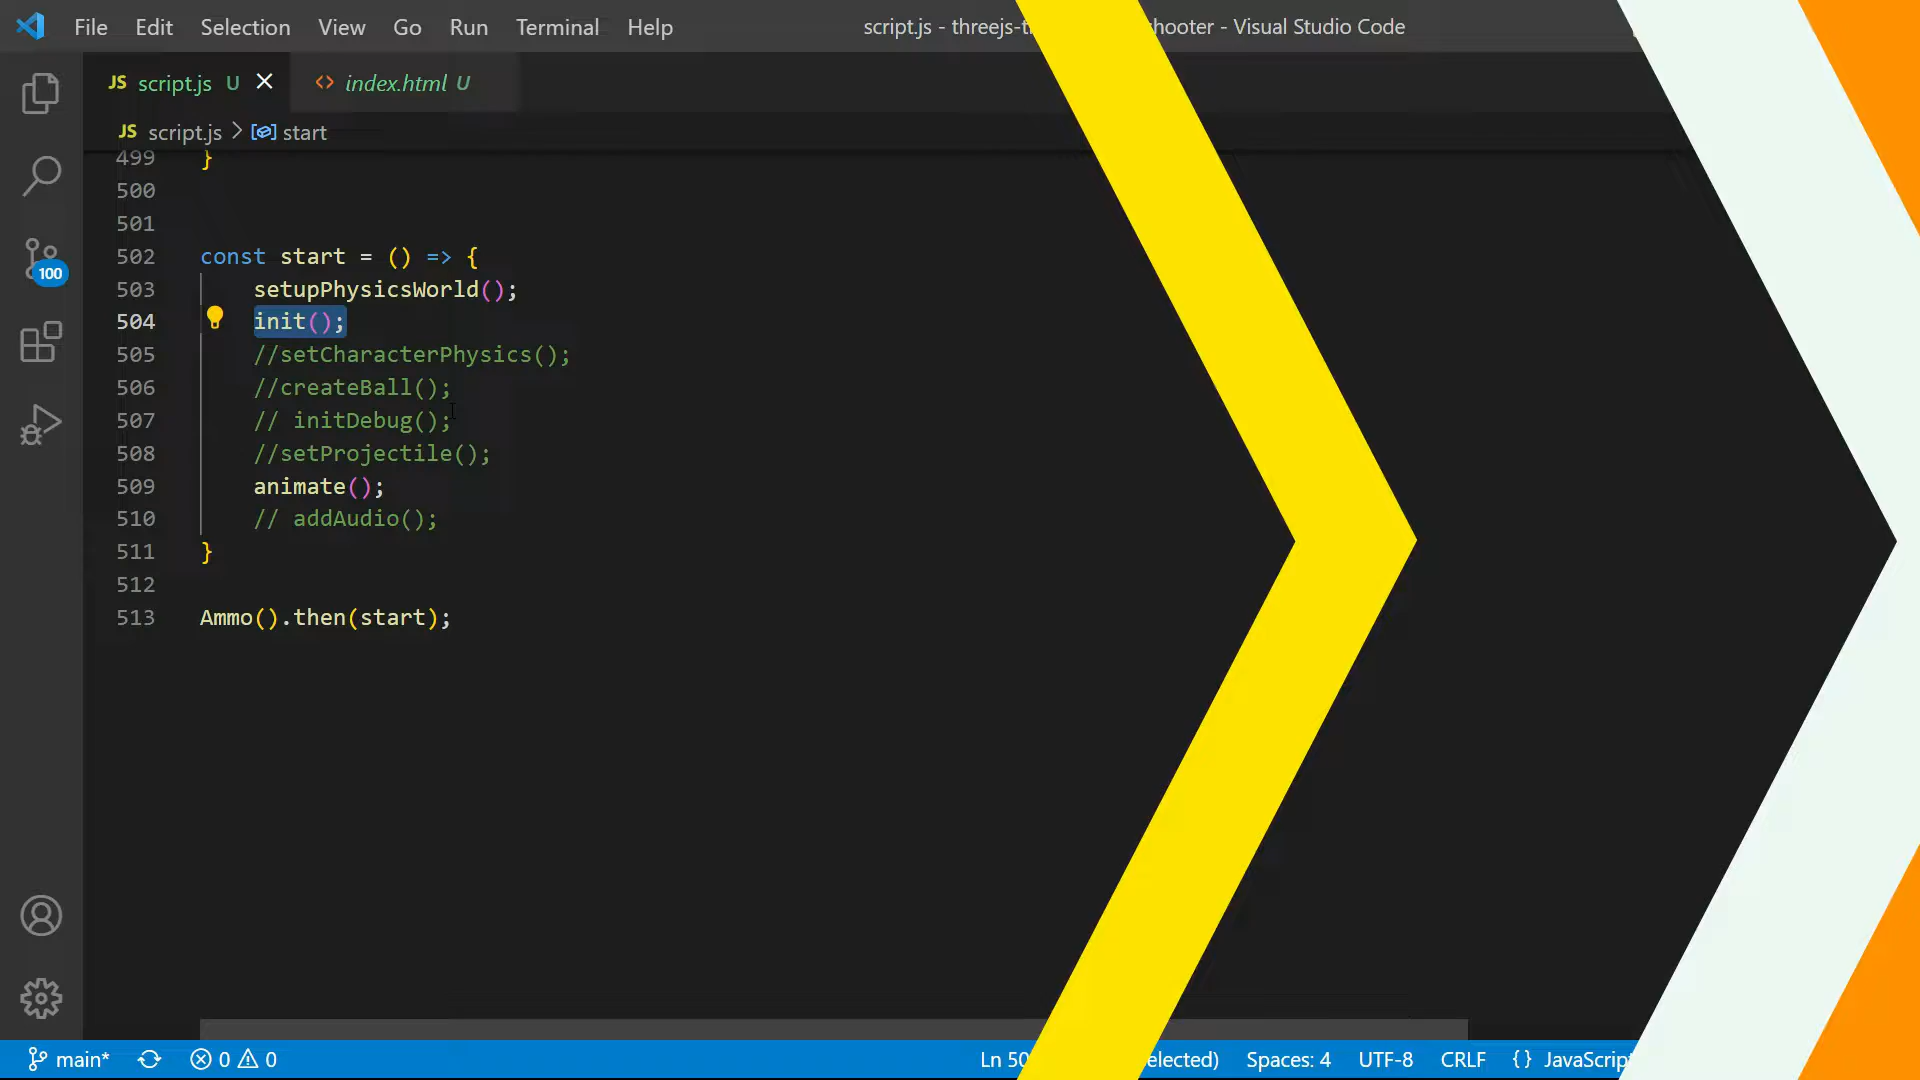 File Edit Selection View Go Run Terminal Help
script.js - threejs-t hooter - Visual Studio Code
JS script.js U
<> index.html U
JS script.js > start
499 }
500
501
502 const start = () => {
503 setupPhysicsWorld();
504 init();
505 //setCharacterPhysics();
506 //createBall();
507 // initDebug();
508 //setProjectile();
509 animate();
510 // addAudio();
511 }
512
513 Ammo().then(start);
100
main* 0 0
Ln 50 elected) Spaces: 4 UTF-8 CRLF {} JavaScrip